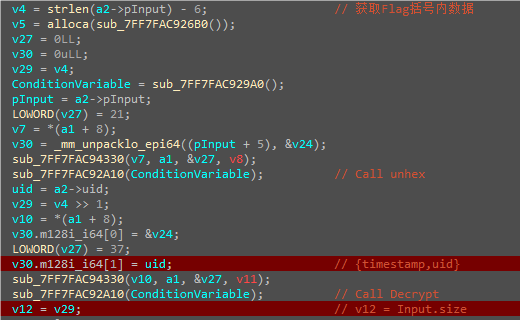 v4 = strlen(a2->pInput) - 6; // 获取Flag括号内数据
v5 = alloca(sub_7FF7FAC926B0());
v27 = 0LL;
v30 = 0uLL;
v29 = v4;
ConditionVariable = sub_7FF7FAC929A0();
pInput = a2->pInput;
LOWORD(v27) = 21;
v7 = *(a1 + 8);
v30 = _mm_unpacklo_epi64((pInput + 5), &v24);
sub_7FF7FAC94330(v7, a1, &v27, v8);
sub_7FF7FAC92A10(ConditionVariable); // Call unhex
uid = a2->uid;
v29 = v4 >> 1;
v10 = *(a1 + 8);
v30.m128i_i64[0] = &v24;
LOWORD(v27) = 37;
v30.m128i_i64[1] = uid; // {timestamp,uid}
sub_7FF7FAC94330(v10, a1, &v27, v11);
sub_7FF7FAC92A10(ConditionVariable); // Call Decrypt
v12 = v29; // v12 = Input.size